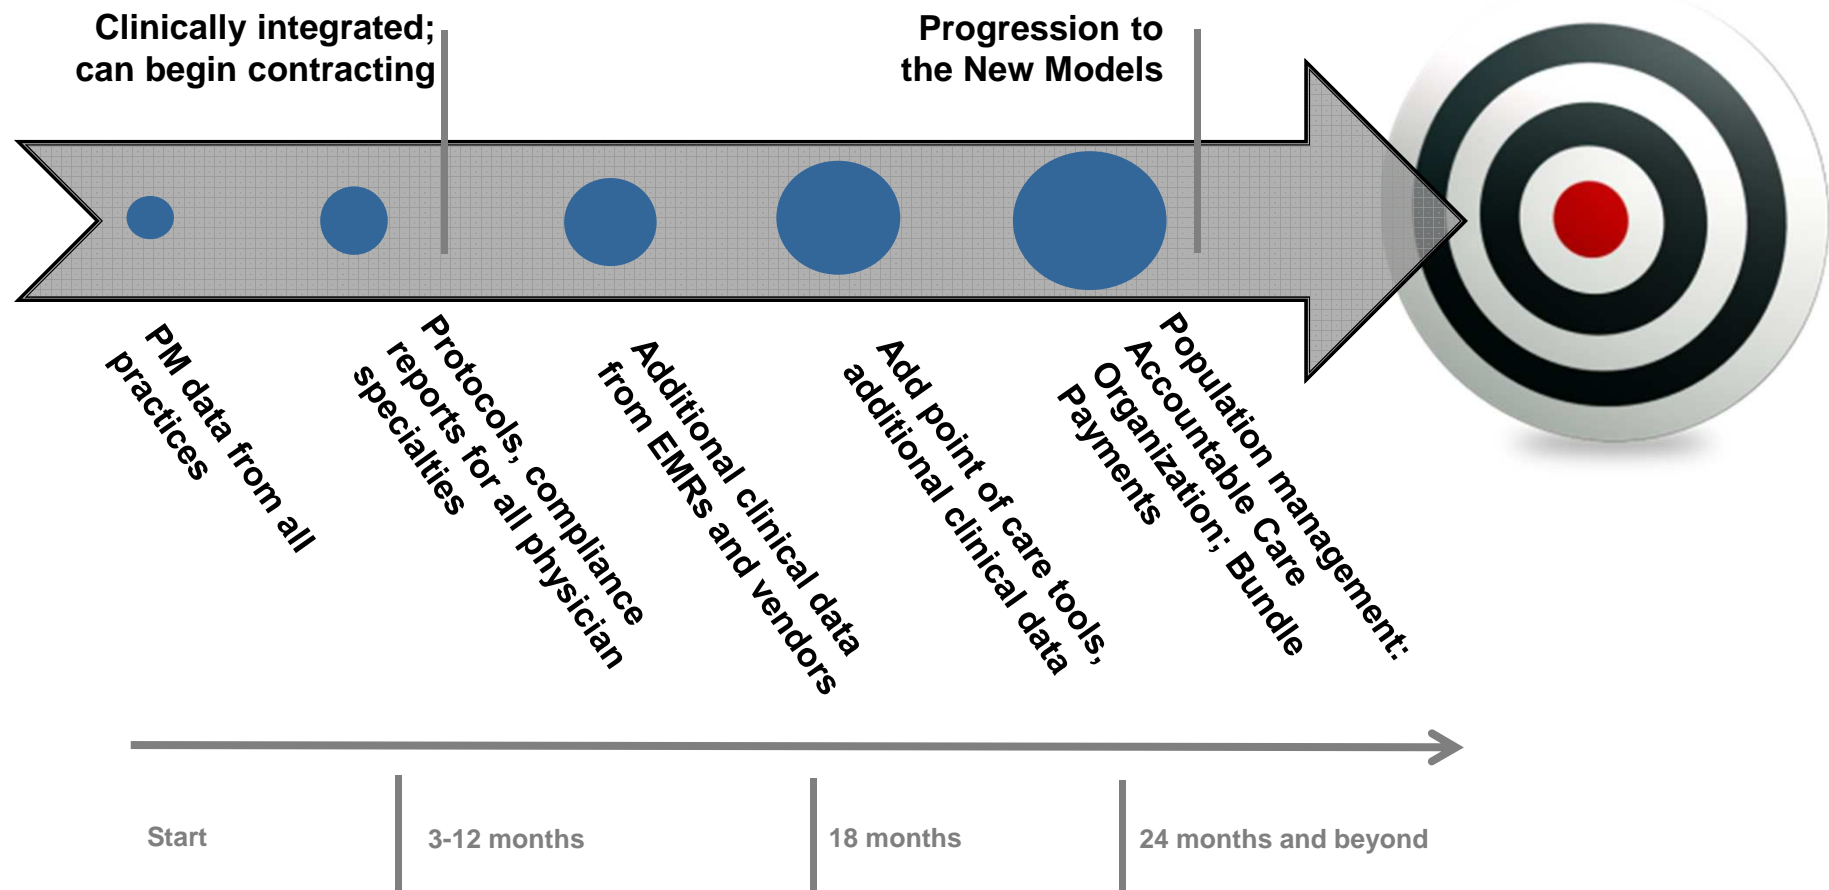 Clinically integrated;
can begin contracting
Progression to
the New Models
PM data from all
practices
Protocols, compliance
reports for all physician
specialties
Additional clinical data
from EMRs and vendors
Add point of care tools,
additional clinical data
Population management:
Accountable Care
Organization; Bundle
Payments
Start
3-12 months
18 months
24 months and beyond